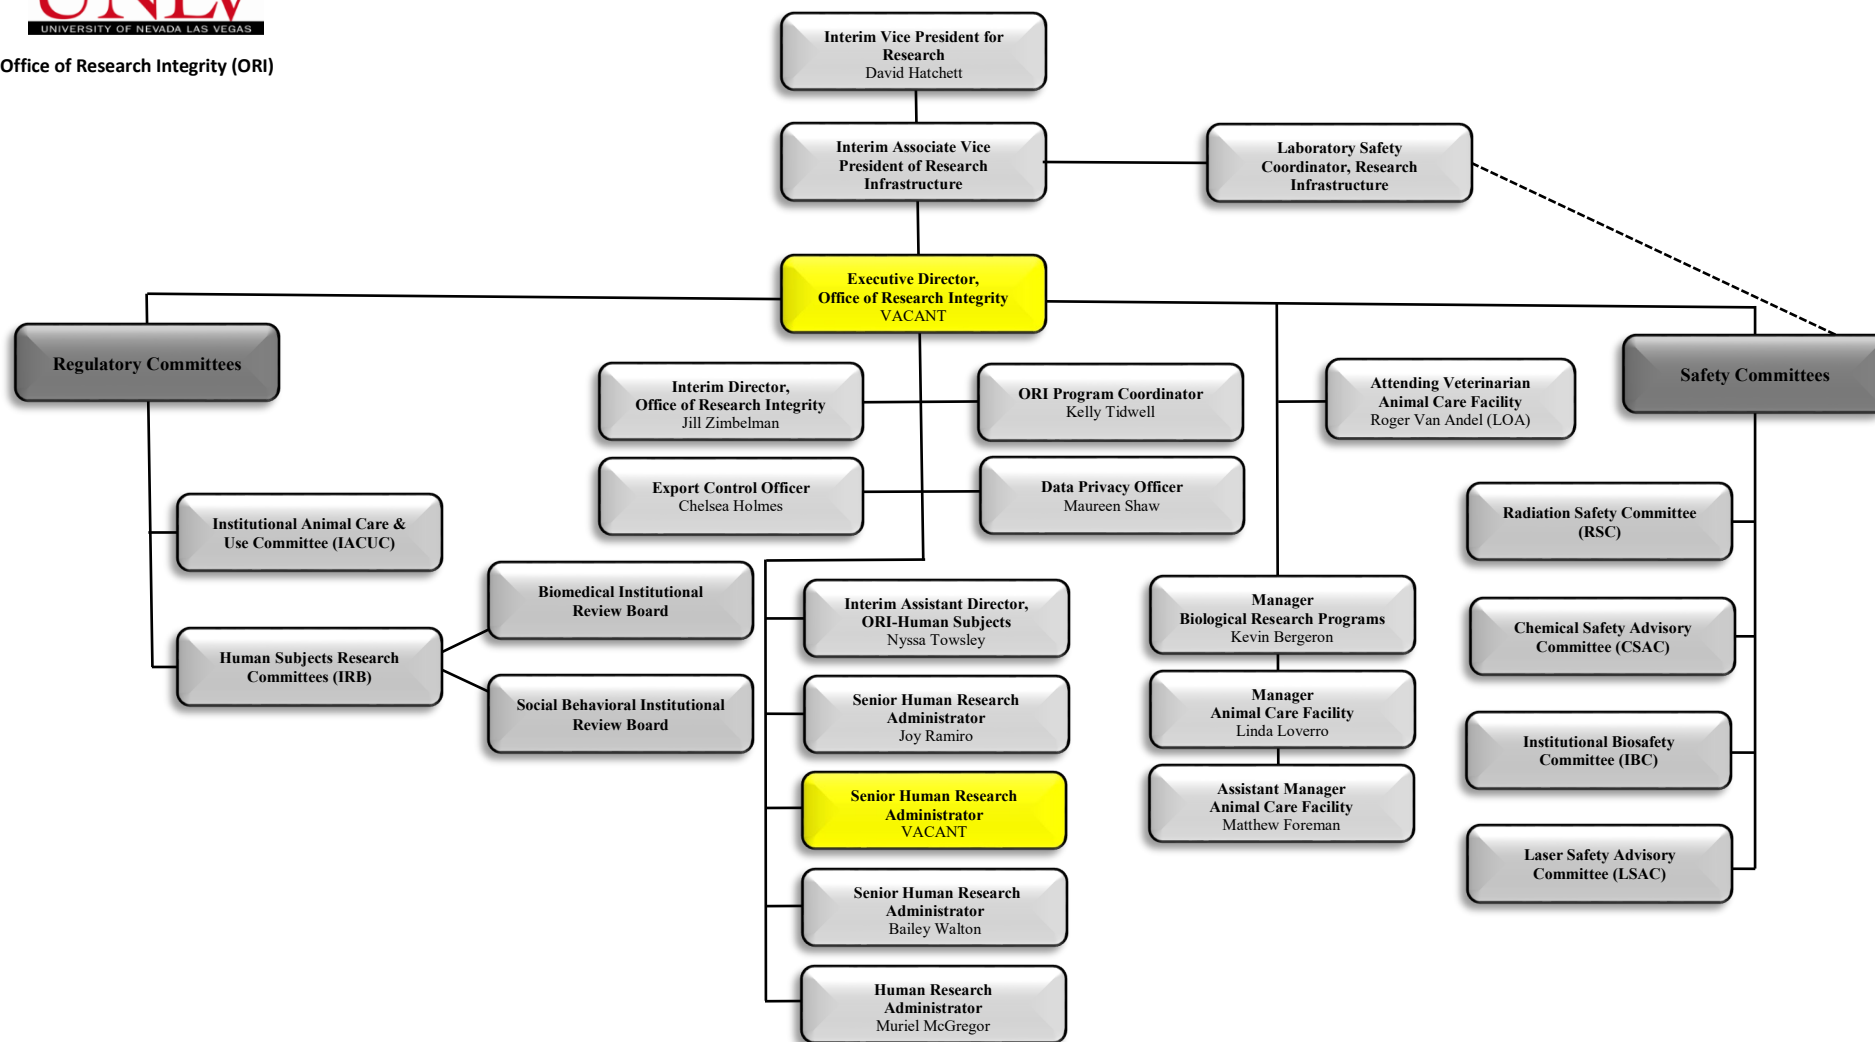 UNLV
UNIVERSITY OF NEVADA LAS VEGAS
Office of Research Integrity (ORI)
Interim Vice President for
Research
David Hatchett
Interim Associate Vice
President of Research
Infrastructure
Laboratory Safety
Coordinator, Research
Infrastructure
Executive Director,
Office of Research Integrity
VACANT
Regulatory Committees
Safety Committees
Interim Director,
Office of Research Integrity
Jill Zimbelman
ORI Program Coordinator
Kelly Tidwell
Attending Veterinarian
Animal Care Facility
Roger Van Andel (LOA)
Export Control Officer
Chelsea Holmes
Data Privacy Officer
Maureen Shaw
Institutional Animal Care &
Use Committee (IACUC)
Human Subjects Research
Committees (IRB)
Biomedical Institutional
Review Board
Social Behavioral Institutional
Review Board
Interim Assistant Director,
ORI-Human Subjects
Nyssa Towsley
Senior Human Research
Administrator
Joy Ramiro
Senior Human Research
Administrator
VACANT
Senior Human Research
Administrator
Bailey Walton
Human Research
Administrator
Muriel McGregor
Manager
Biological Research Programs
Kevin Bergeron
Manager
Animal Care Facility
Linda Loverro
Assistant Manager
Animal Care Facility
Matthew Foreman
Radiation Safety Committee
(RSC)
Chemical Safety Advisory
Committee (CSAC)
Institutional Biosafety
Committee (IBC)
Laser Safety Advisory
Committee (LSAC)